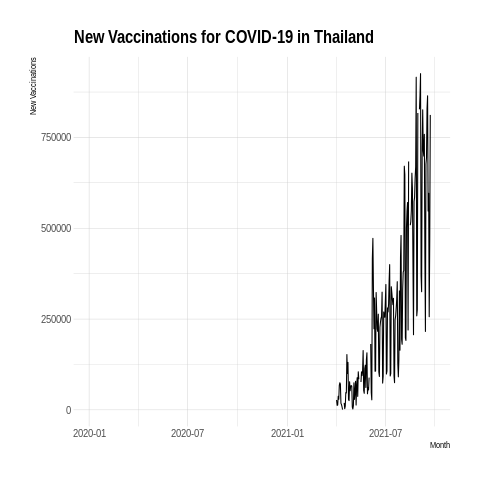 New Vaccinations for COVID-19 in Thailand
New Vaccinations
750000
500000
250000
0
2020-01 2020-07 2021-01 2021-07
Month